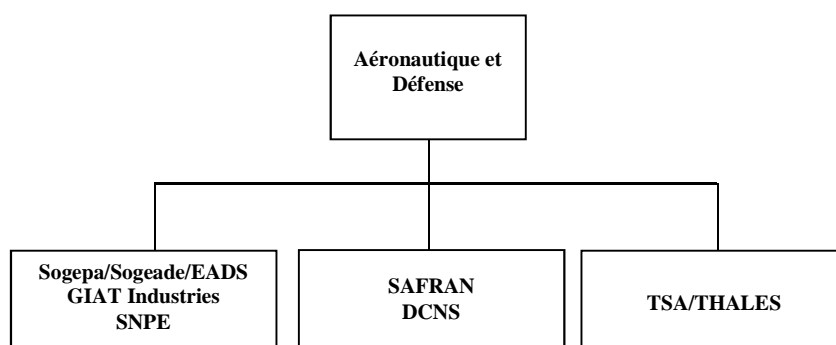 Aéronautique et
Défense
Sogepa/Sogeade/EADS
GIAT Industries
SNPE
SAFRAN
DCNS
TSA/THALES